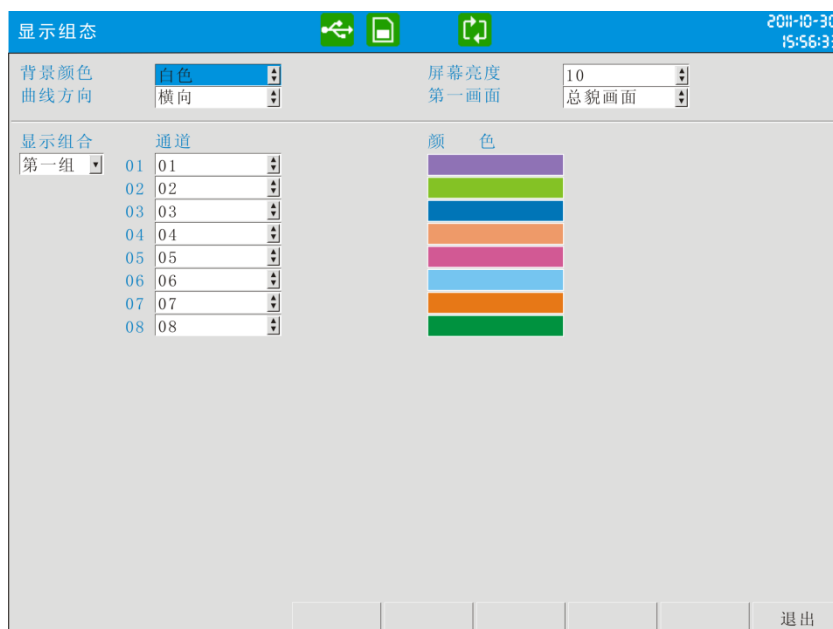 显示组态 2011-10-30
15:56:33
背景颜色 白色 屏幕亮度 10
曲线方向 横向 第一画面 总貌画面
显示组合 通道 颜 色
第一组 01 01
02 02
03 03
04 04
05 05
06 06
07 07
08 08
退出